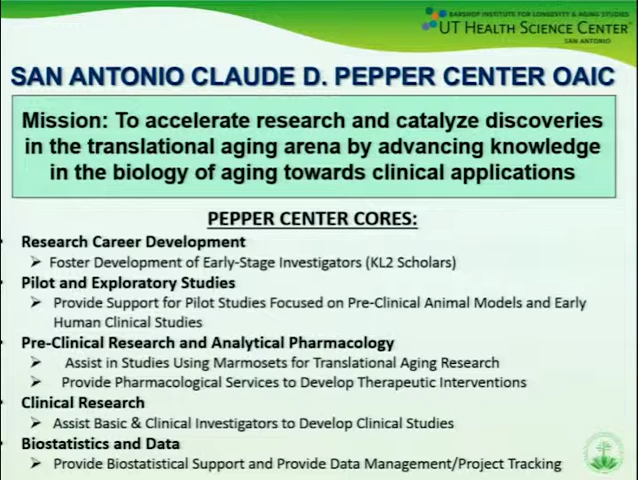 BARSHOP INSTITUTE FOR LONGEVITY & AGING STUDIES
UT HEALTH SCIENCE CENTER
SAN ANTONIO
SAN ANTONIO CLAUDE D. PEPPER CENTER OAIC
Mission: To accelerate research and catalyze discoveries
in the translational aging arena by advancing knowledge
in the biology of aging towards clinical applications
PEPPER CENTER CORES:
• Research Career Development
➢ Foster Development of Early-Stage Investigators (KL2 Scholars)
• Pilot and Exploratory Studies
➢ Provide Support for Pilot Studies Focused on Pre-Clinical Animal Models and Early
Human Clinical Studies
• Pre-Clinical Research and Analytical Pharmacology
➢ Assist in Studies Using Marmosets for Translational Aging Research
➢ Provide Pharmacological Services to Develop Therapeutic Interventions
• Clinical Research
➢ Assist Basic & Clinical Investigators to Develop Clinical Studies
• Biostatistics and Data
➢ Provide Biostatistical Support and Provide Data Management/Project Tracking